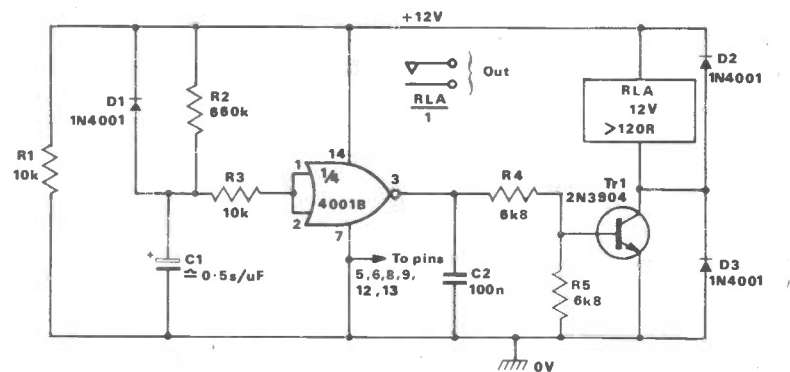 +12V
R1
10k
D1
1N4001
R2
660k
R3
10k
C1
+
≏ 0·5s/uF
1
2
14
1/4
4001B
7
3
To pins
5,6,8,9,
12,13
RLA
1
Out
C2
100n
R4
6k8
R5
6k8
Tr1
2N3904
RLA
12V
>120R
D2
1N4001
D3
1N4001
0V